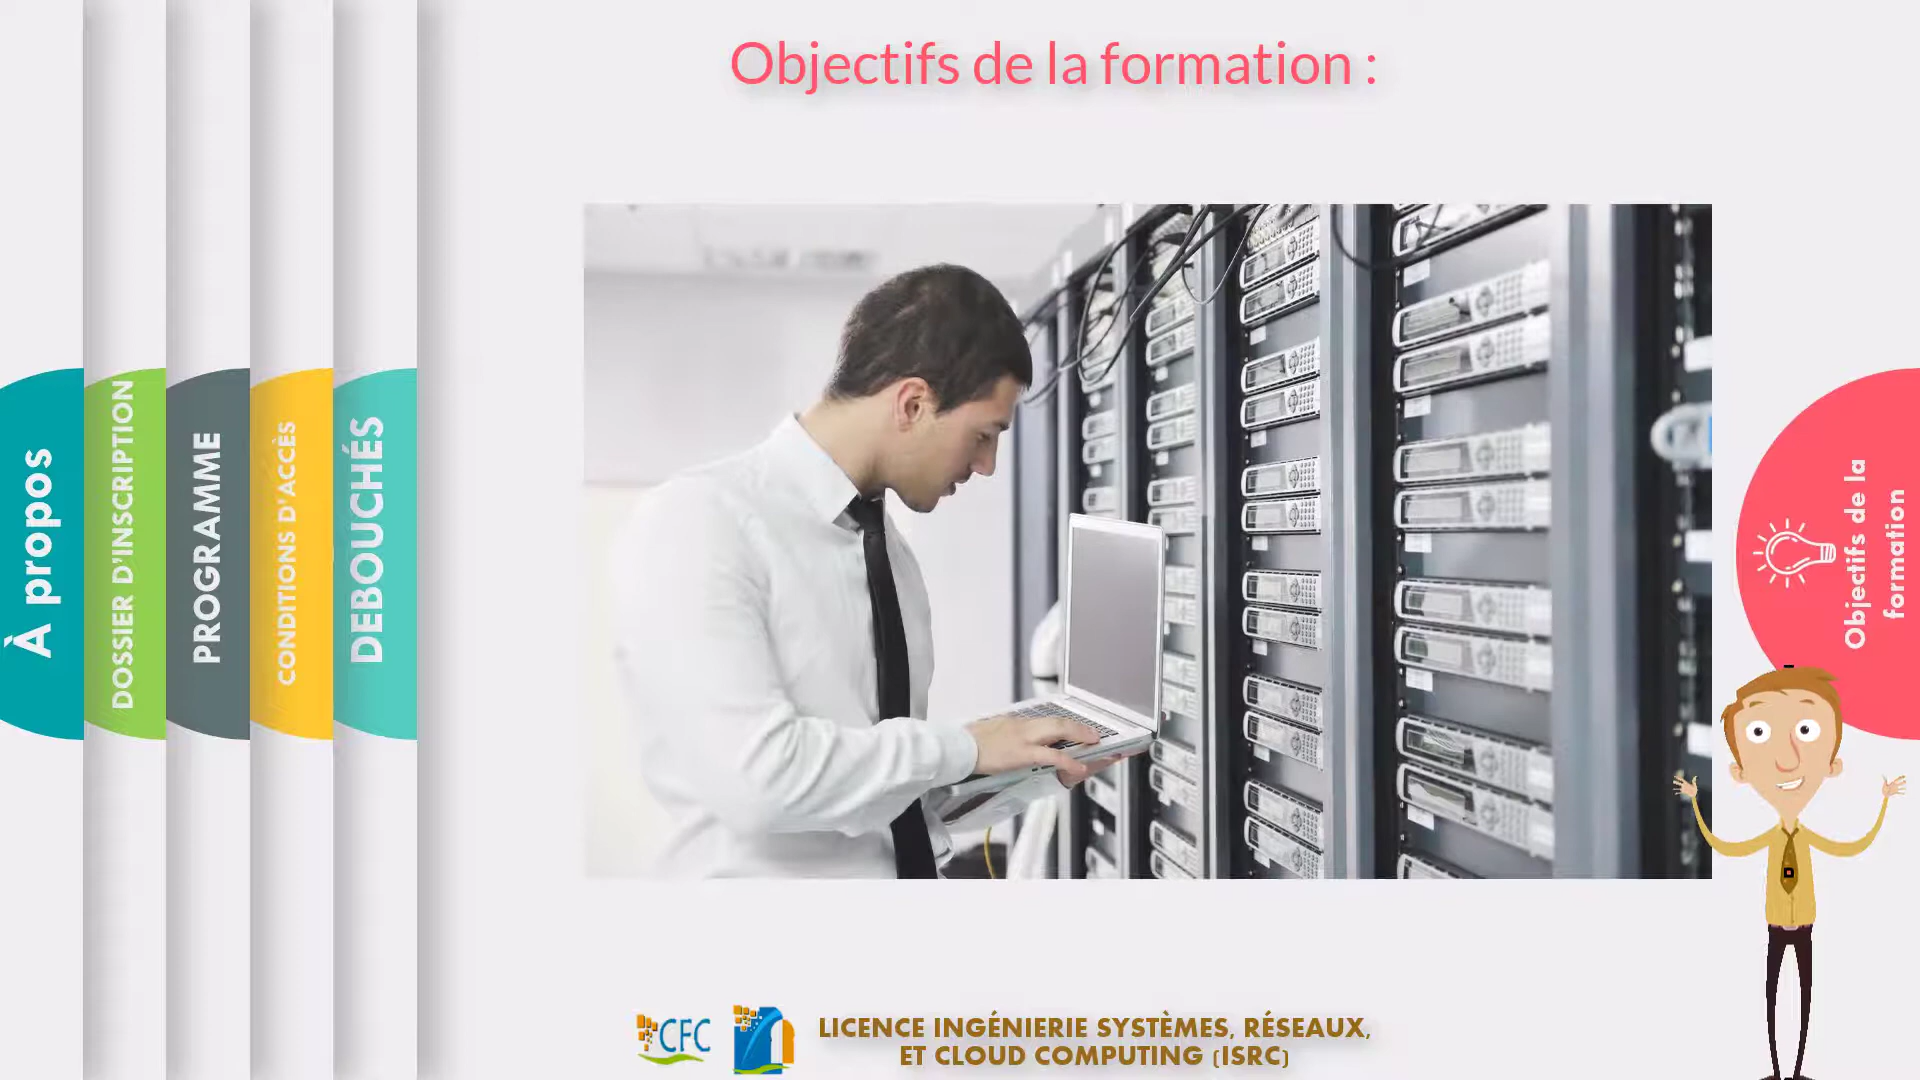 Objectifs de la formation :
À propos
DOSSIER D'INSCRIPTION
PROGRAMME
CONDITIONS D'ACCÈS
DEBOUCHÉS
Objectifs de la
formation
CFC
LICENCE INGÉNIERIE SYSTÈMES, RÉSEAUX,
ET CLOUD COMPUTING (ISRC)